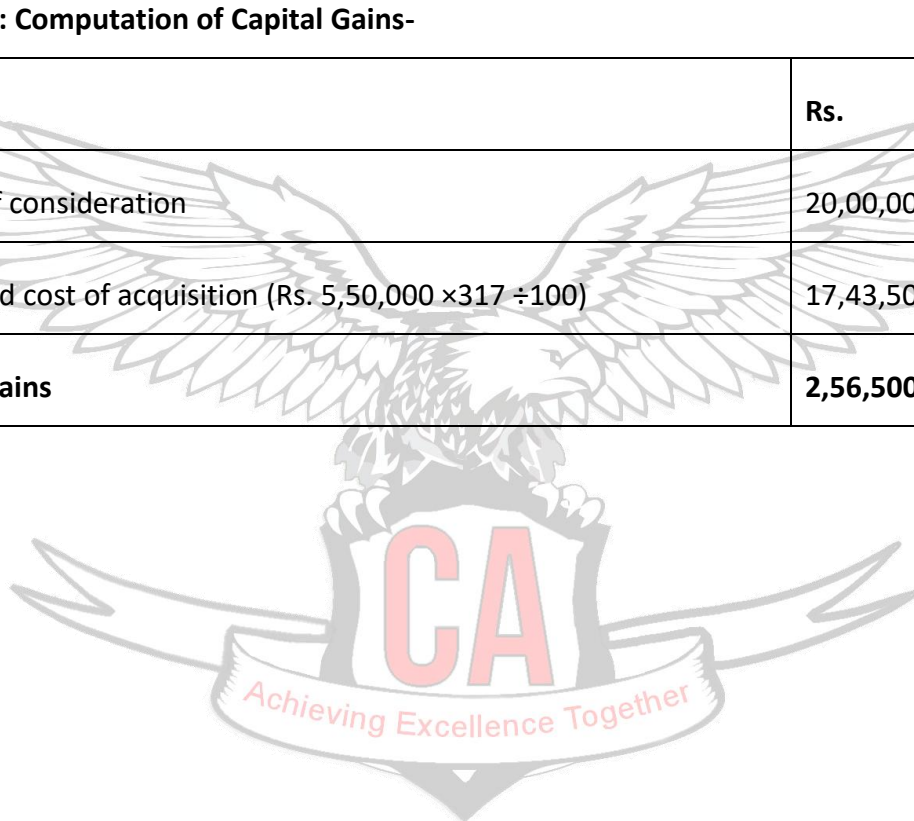 : Computation of Capital Gains-
Rs.
f consideration 20,00,00
d cost of acquisition (Rs. 5,50,000 ×317 ÷100) 17,43,50
ains 2,56,500
CA
Achieving Excellence Together